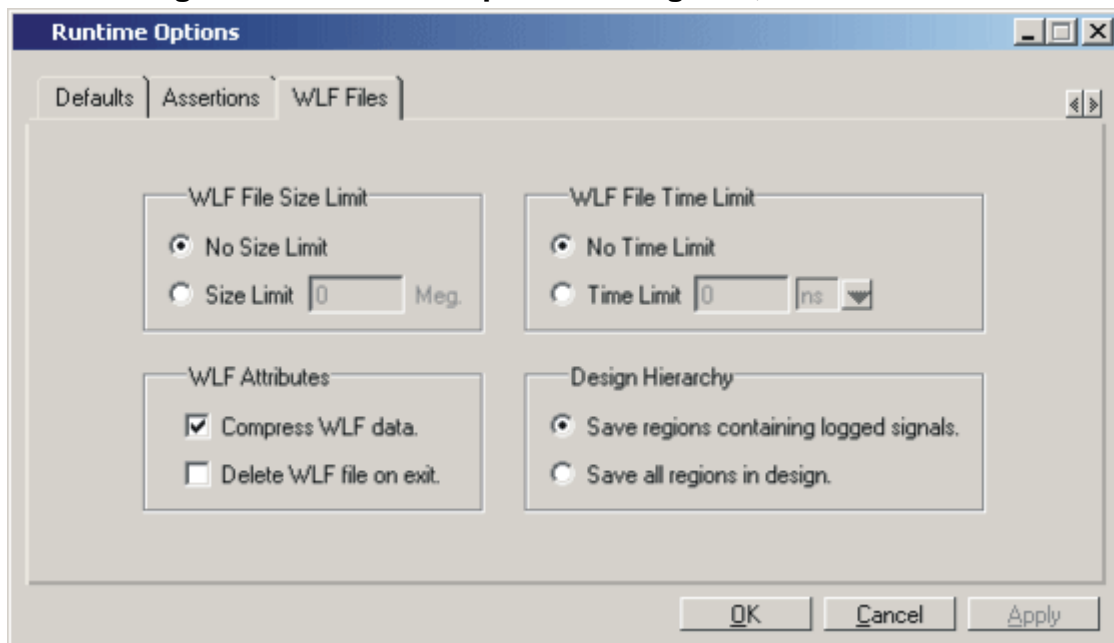 Runtime Options
Defaults Assertions WLF Files
WLF File Size Limit
No Size Limit
Size Limit 0 Meg.
WLF File Time Limit
No Time Limit
Time Limit 0 ns
WLF Attributes
Compress WLF data.
Delete WLF file on exit.
Design Hierarchy
Save regions containing logged signals.
Save all regions in design.
OK Cancel Apply